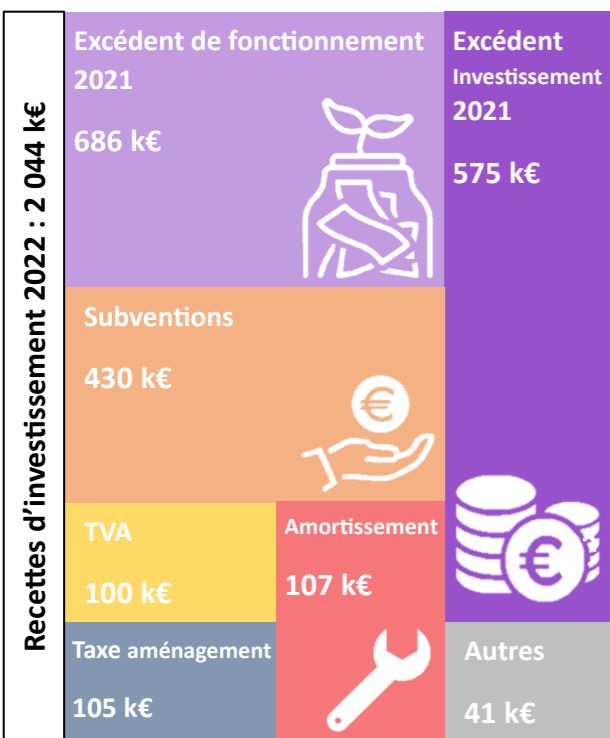 Recettes d'investissement 2022 : 2 044 k€
Excédent de fonctionnement
2021
686 k€
Excédent
Investissement
2021
575 k€
Subventions
430 k€
€
TVA
100 k€
Amortissement
107 k€
€
Taxe aménagement
105 k€
Autres
41 k€